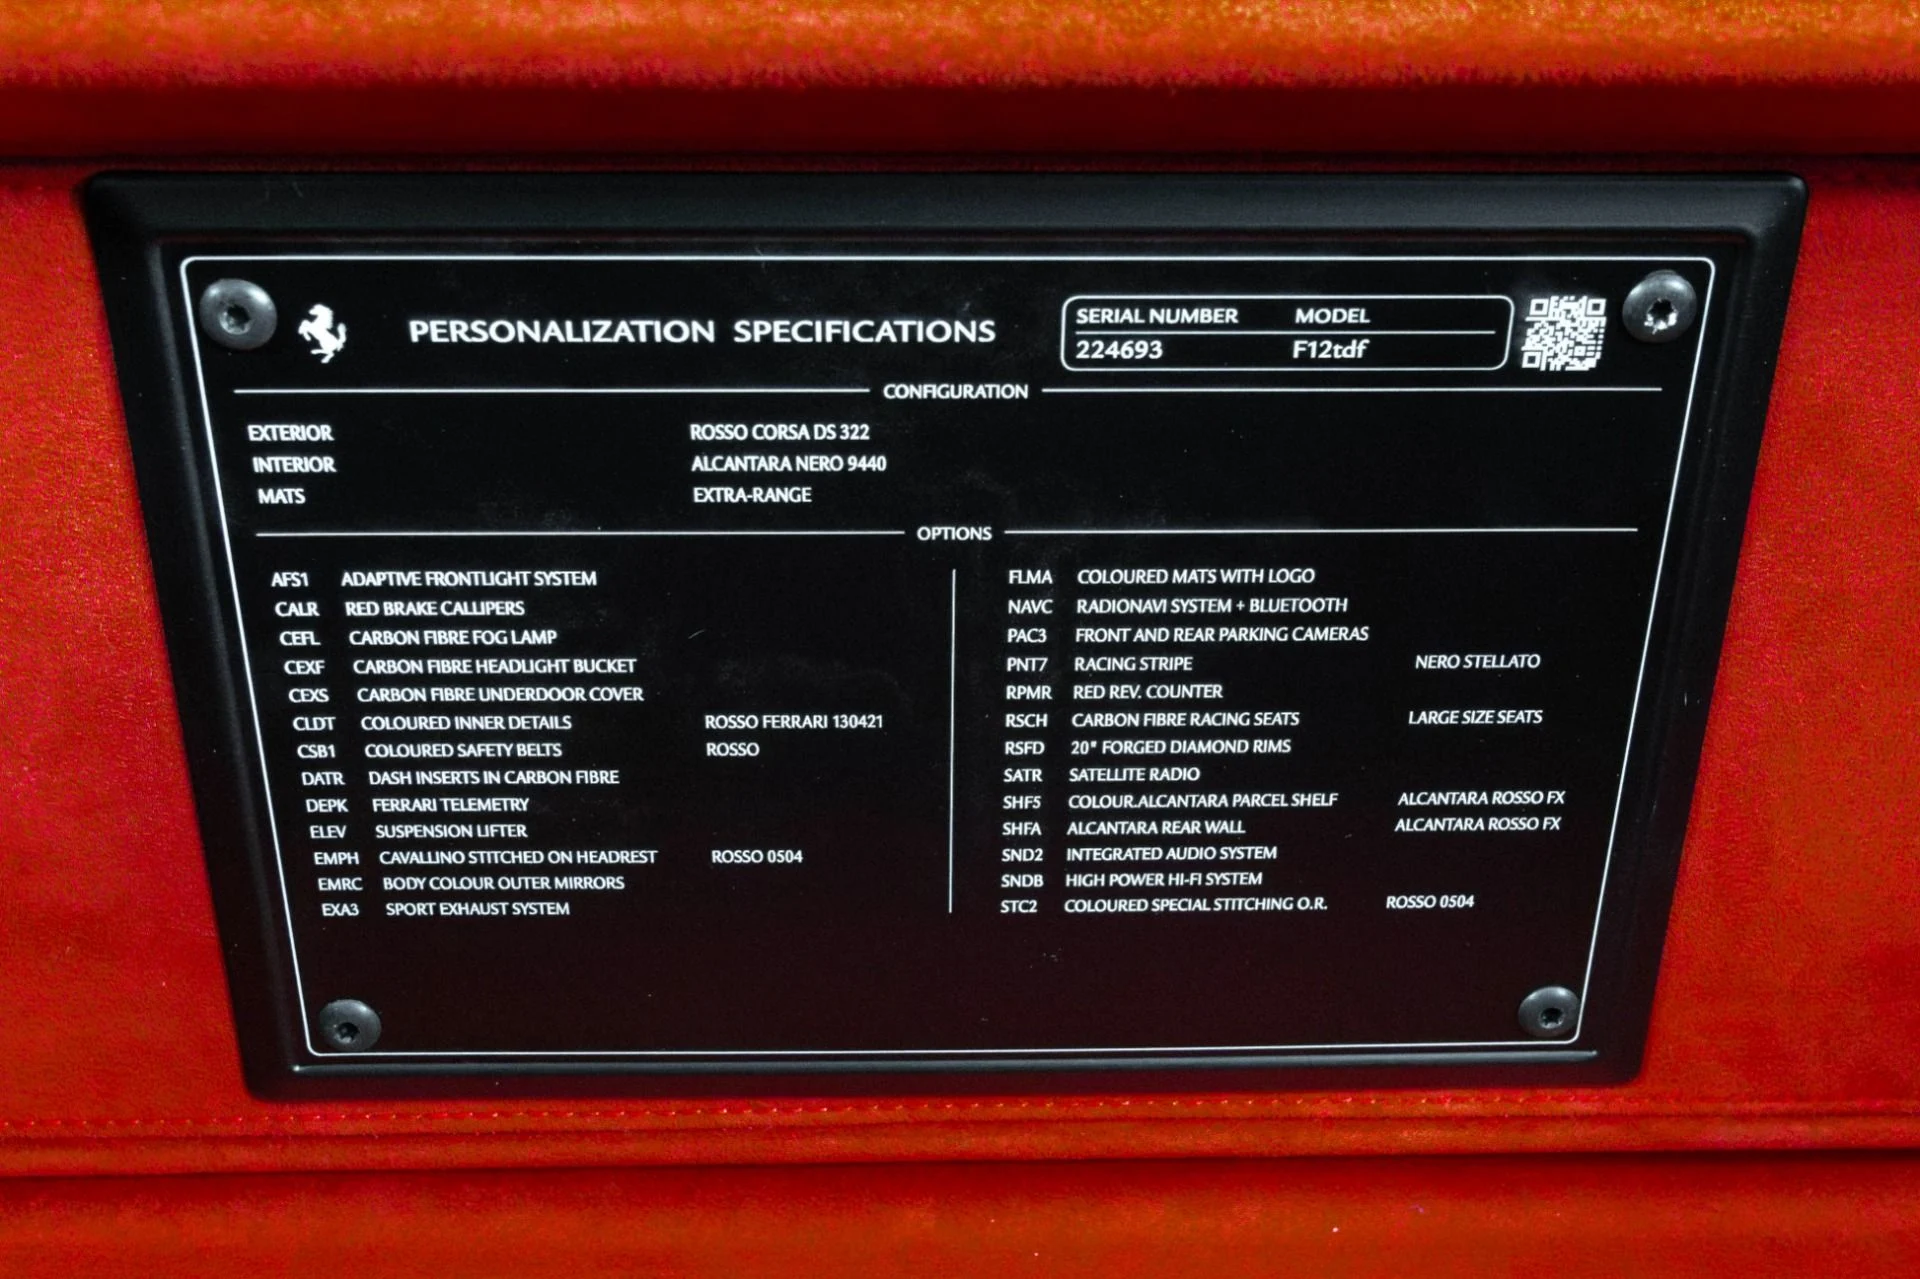 PERSONALIZATION SPECIFICATIONS
SERIAL NUMBER MODEL
224693 F12tdf
CONFIGURATION
EXTERIOR ROSSO CORSA DS 322
INTERIOR ALCANTARA NERO 9440
MATS EXTRA-RANGE
OPTIONS
AFS1 ADAPTIVE FRONTLIGHT SYSTEM
CALR RED BRAKE CALLIPERS
CEFL CARBON FIBRE FOG LAMP
CEXF CARBON FIBRE HEADLIGHT BUCKET
CEXS CARBON FIBRE UNDERDOOR COVER
CLDT COLOURED INNER DETAILS ROSSO FERRARI 130421
CSB1 COLOURED SAFETY BELTS ROSSO
DATR DASH INSERTS IN CARBON FIBRE
DEPK FERRARI TELEMETRY
ELEV SUSPENSION LIFTER
EMPH CAVALLINO STITCHED ON HEADREST ROSSO 0504
EMRC BODY COLOUR OUTER MIRRORS
EXA3 SPORT EXHAUST SYSTEM
FLMA COLOURED MATS WITH LOGO
NAVC RADIONAVI SYSTEM + BLUETOOTH
PAC3 FRONT AND REAR PARKING CAMERAS
PNT7 RACING STRIPE NERO STELLATO
RPMR RED REV. COUNTER
RSCH CARBON FIBRE RACING SEATS LARGE SIZE SEATS
RSFD 20" FORGED DIAMOND RIMS
SATR SATELLITE RADIO
SHF5 COLOUR.ALCANTARA PARCEL SHELF ALCANTARA ROSSO FX
SHFA ALCANTARA REAR WALL ALCANTARA ROSSO FX
SND2 INTEGRATED AUDIO SYSTEM
SNDB HIGH POWER HI-FI SYSTEM
STC2 COLOURED SPECIAL STITCHING O.R. ROSSO 0504